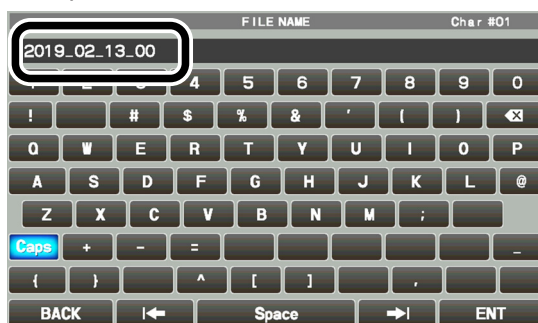 FILE NAME Char #01
2019_02_13_00
4 5 6 7 8 9 0
! # $ % & ' ( )
Q W E R T Y U I O P
A S D F G H J K L @
Z X C V B N M ;
Caps + - = _
{ } ^ [ ] ,
BACK Space ENT